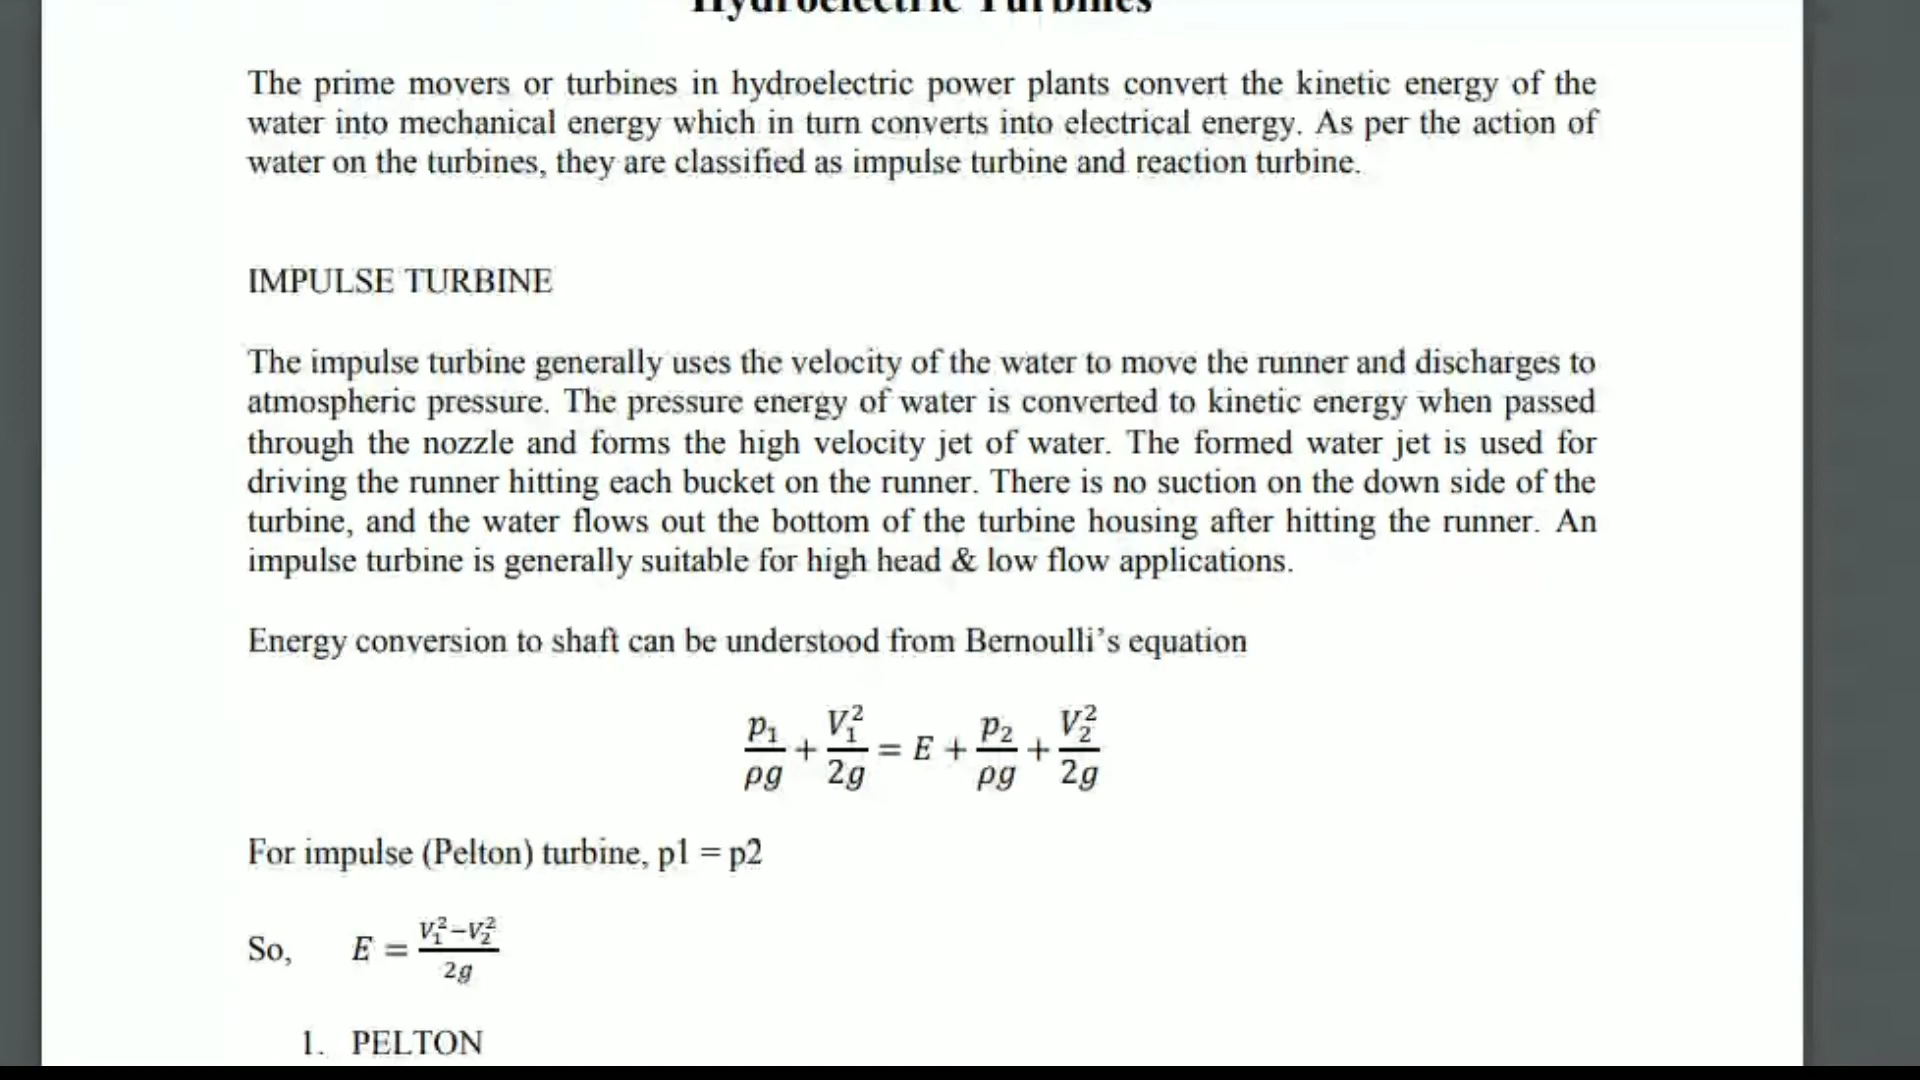 Hydroelectric Turbines
The prime movers or turbines in hydroelectric power plants convert the kinetic energy of the
water into mechanical energy which in turn converts into electrical energy. As per the action of
water on the turbines, they are classified as impulse turbine and reaction turbine.
IMPULSE TURBINE
The impulse turbine generally uses the velocity of the water to move the runner and discharges to
atmospheric pressure. The pressure energy of water is converted to kinetic energy when passed
through the nozzle and forms the high velocity jet of water. The formed water jet is used for
driving the runner hitting each bucket on the runner. There is no suction on the down side of the
turbine, and the water flows out the bottom of the turbine housing after hitting the runner. An
impulse turbine is generally suitable for high head & low flow applications.
Energy conversion to shaft can be understood from Bernoulli’s equation
p₁/ρg + V₁²/2g = E + p₂/ρg + V₂²/2g
For impulse (Pelton) turbine, p1 = p2
So, E = (V₁²−V₂²)/2g
1. PELTON